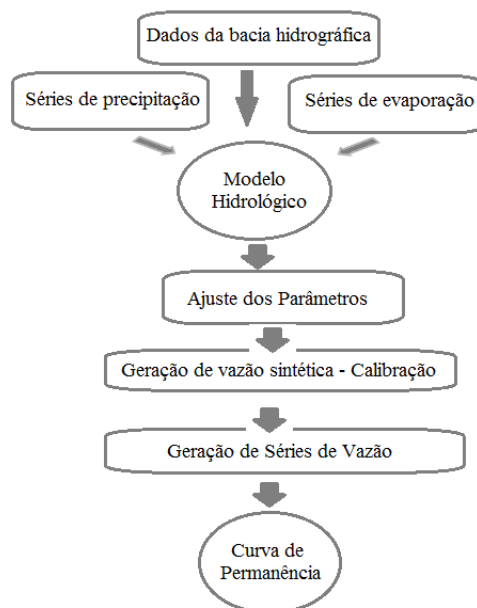 Dados da bacia hidrográfica
Séries de precipitação
Séries de evaporação
Modelo
Hidrológico
Ajuste dos Parâmetros
Geração de vazão sintética - Calibração
Geração de Séries de Vazão
Curva de
Permanência